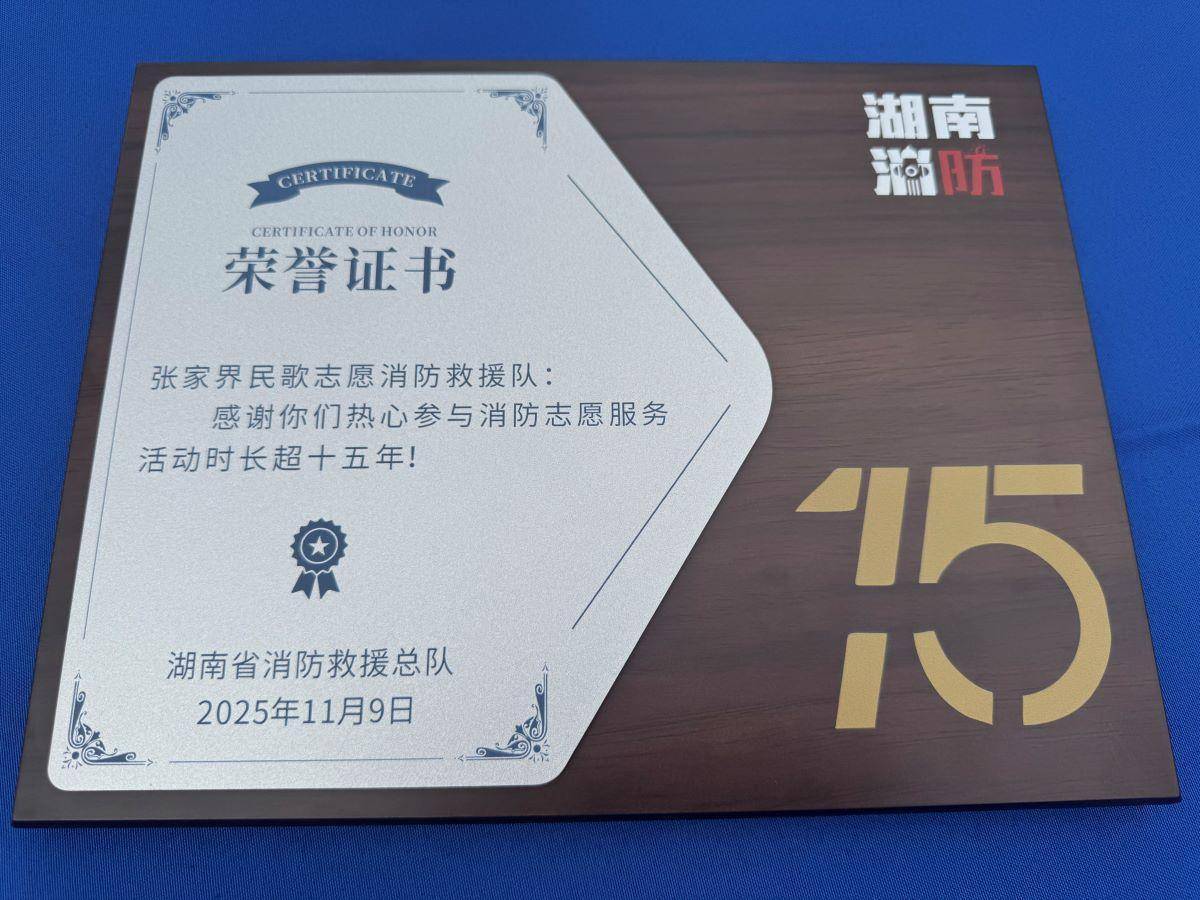 CERTIFICATE
CERTIFICATE OF HONOR
荣誉证书
张家界民歌志愿消防救援队：
感谢你们热心参与消防志愿服务
活动时长超十五年！
湖南省消防救援总队
2025年11月9日
湖南
消防
15